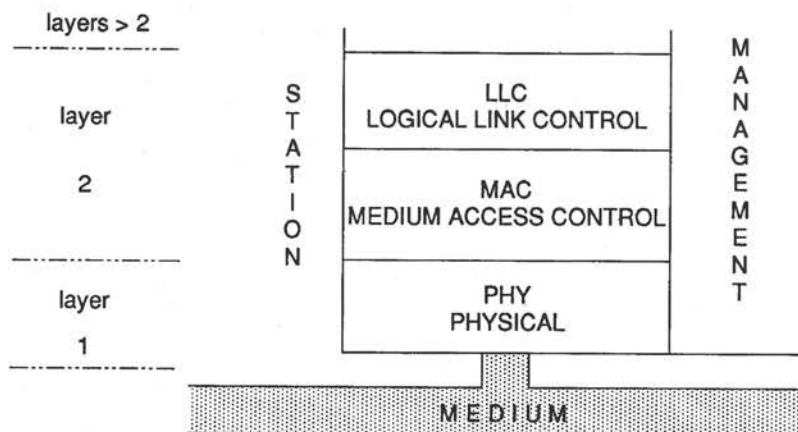 layers > 2
layer
2
layer
1
STATION
LLC
LOGICAL LINK CONTROL
MAC
MEDIUM ACCESS CONTROL
PHY
PHYSICAL
MANAGEMENT
MEDIUM